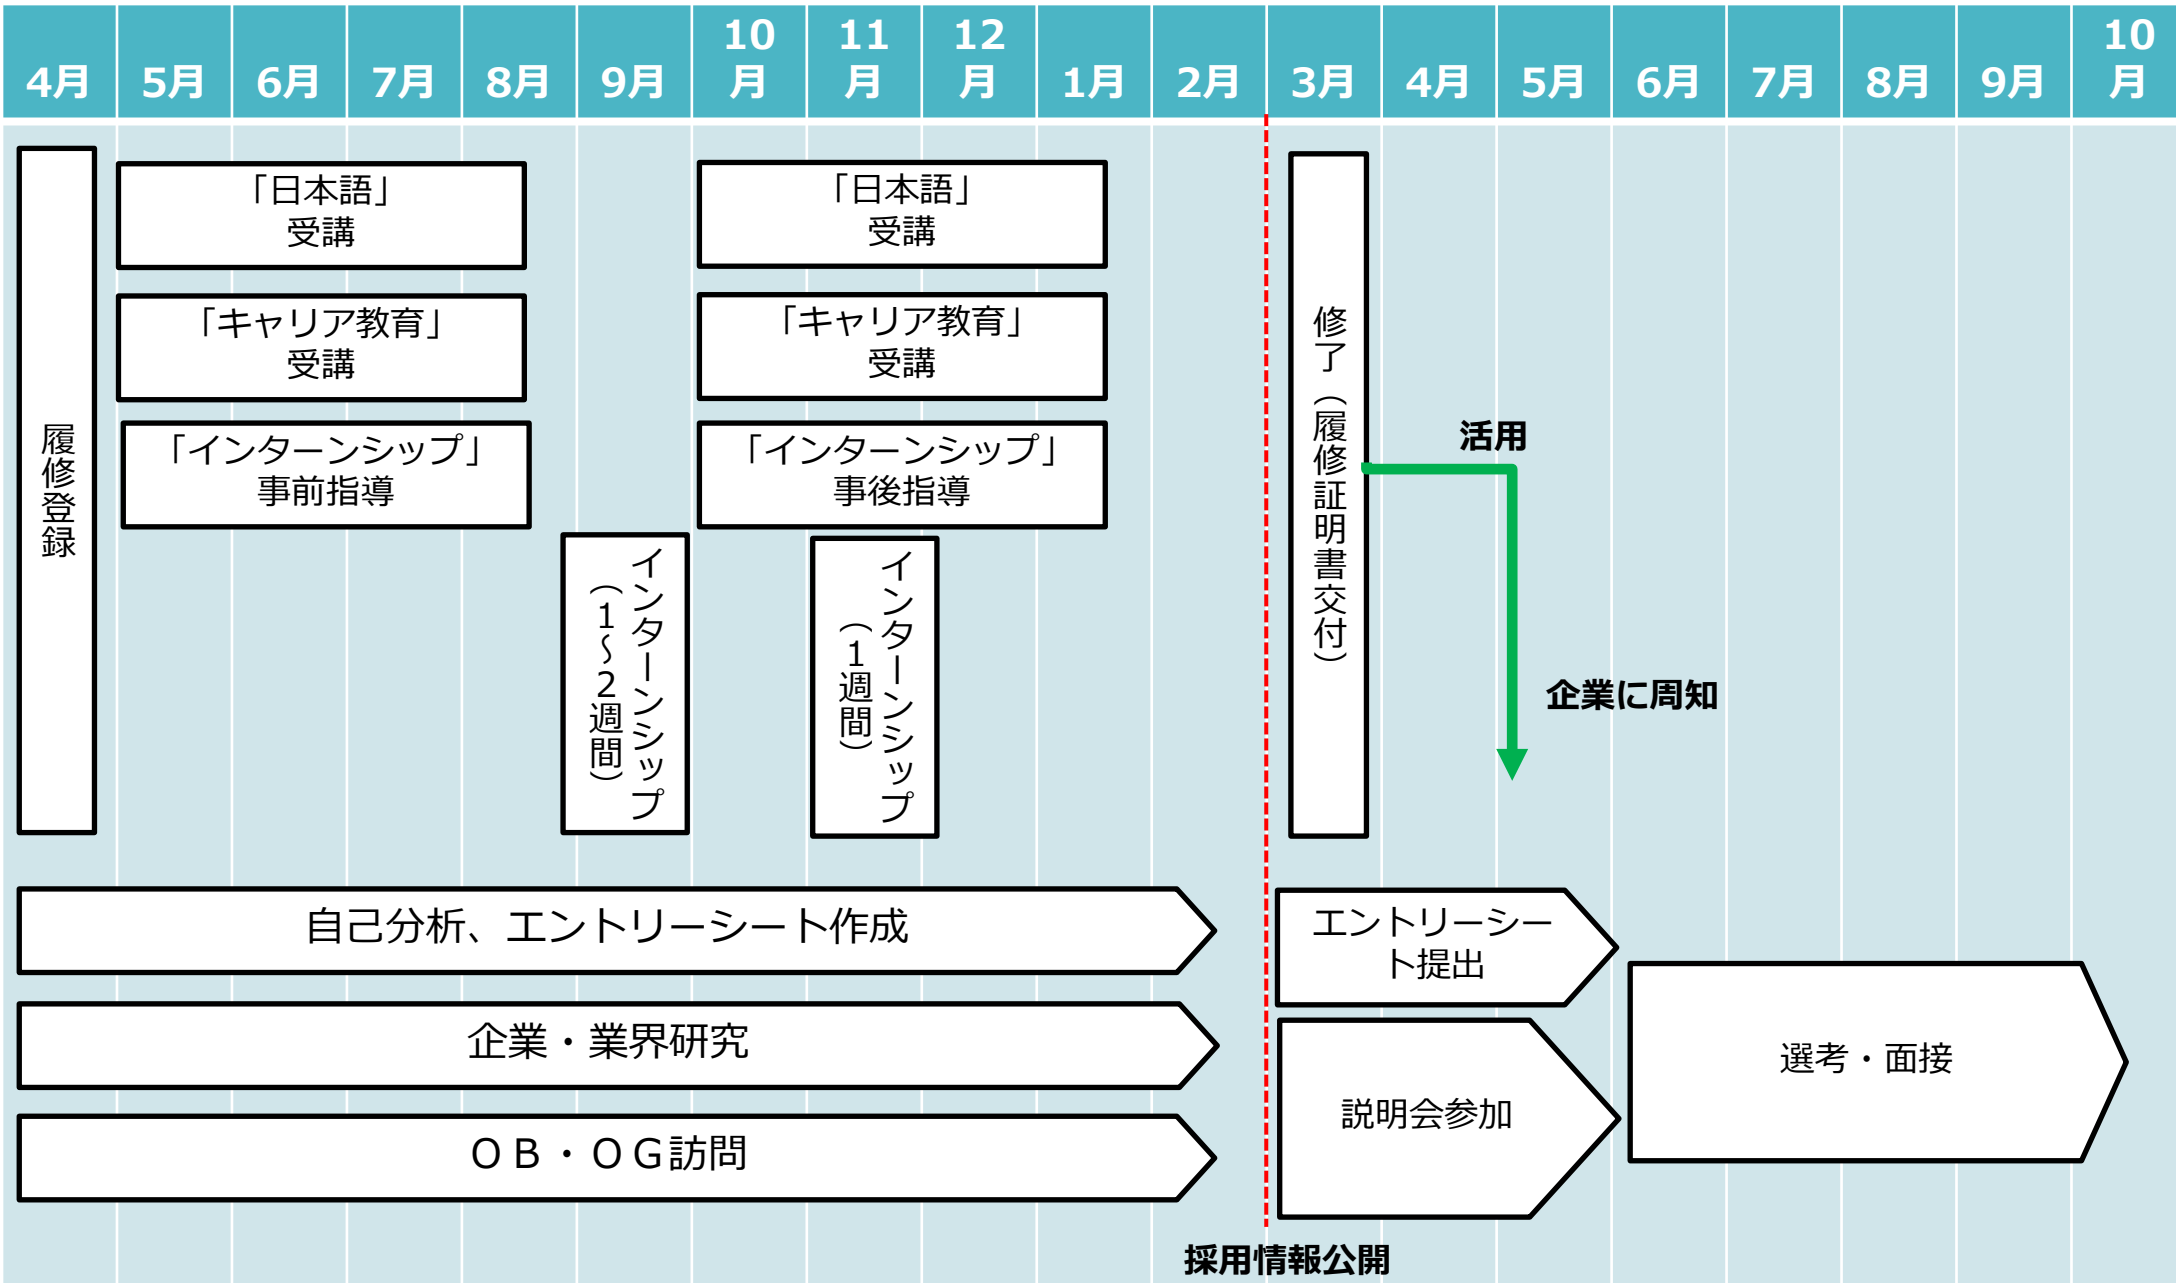 4月
5月
6月
7月
8月
9月
10
月
11
月
12
月
1月
2月
3月
4月
5月
6月
7月
8月
9月
10
月
履修登録
「日本語」
受講
「キャリア教育」
受講
「インターンシップ」
事前指導
インターンシップ
（１～２週間）
「日本語」
受講
「キャリア教育」
受講
「インターンシップ」
事後指導
インターンシップ
（１週間）
修了（履修証明書交付）
活用
企業に周知
自己分析、エントリーシート作成
企業・業界研究
ＯＢ・ＯＧ訪問
エントリーシー
ト提出
説明会参加
選考・面接
採用情報公開